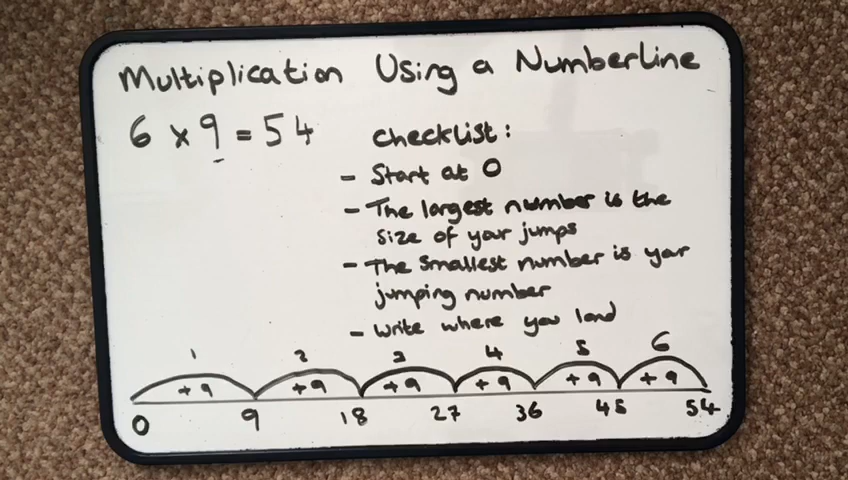 Multiplication Using a Numberline
6 x 9 = 54
Checklist:
- Start at 0
- The largest number is the
size of your jumps
- The smallest number is your
jumping number
- Write where you land
1 2 3 4 5 6
+9 +9 +9 +9 +9 +9
0 9 18 27 36 45 54